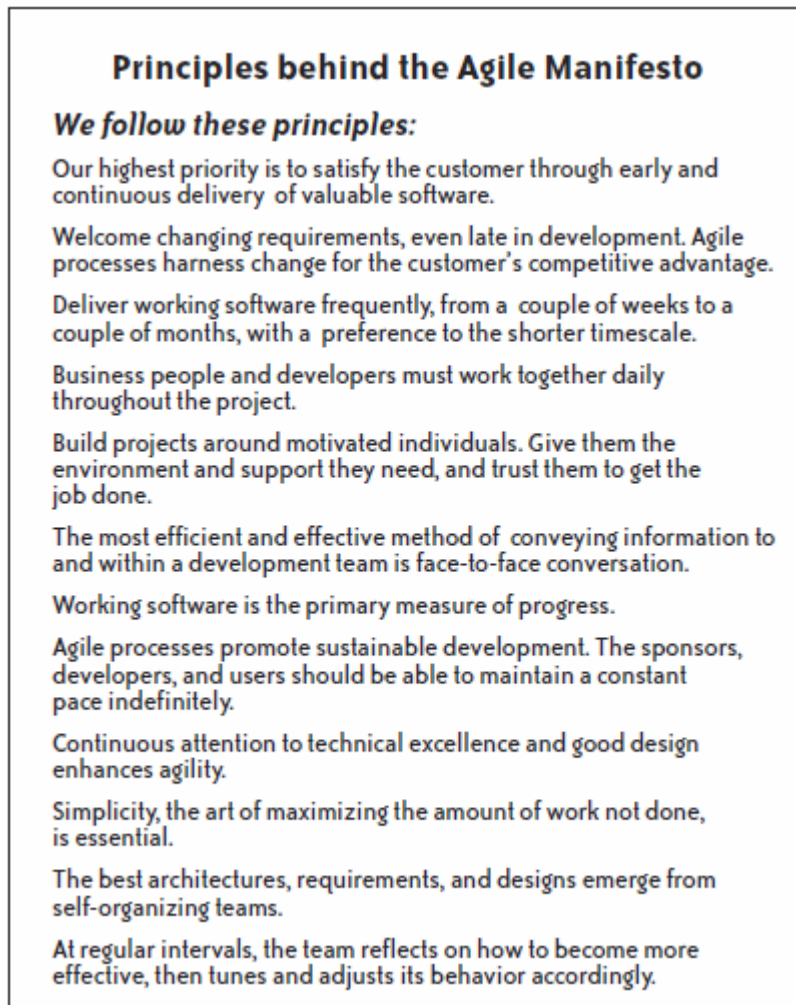 Principles behind the Agile Manifesto
We follow these principles:
Our highest priority is to satisfy the customer through early and
continuous delivery of valuable software.
Welcome changing requirements, even late in development. Agile
processes harness change for the customer's competitive advantage.
Deliver working software frequently, from a couple of weeks to a
couple of months, with a preference to the shorter timescale.
Business people and developers must work together daily
throughout the project.
Build projects around motivated individuals. Give them the
environment and support they need, and trust them to get the
job done.
The most efficient and effective method of conveying information to
and within a development team is face-to-face conversation.
Working software is the primary measure of progress.
Agile processes promote sustainable development. The sponsors,
developers, and users should be able to maintain a constant
pace indefinitely.
Continuous attention to technical excellence and good design
enhances agility.
Simplicity, the art of maximizing the amount of work not done,
is essential.
The best architectures, requirements, and designs emerge from
self-organizing teams.
At regular intervals, the team reflects on how to become more
effective, then tunes and adjusts its behavior accordingly.